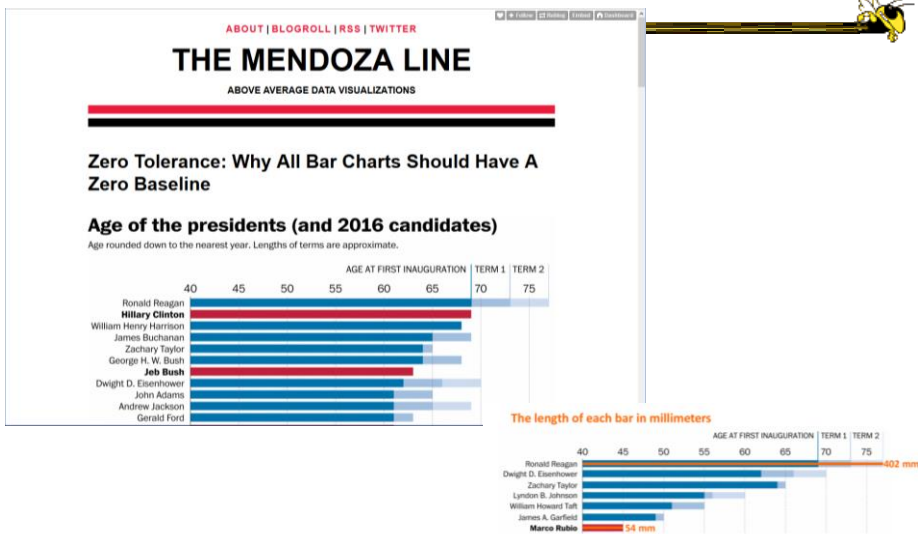 + Follow Reblog Embed Dashboard
ABOUT | BLOGROLL | RSS | TWITTER
THE MENDOZA LINE
ABOVE AVERAGE DATA VISUALIZATIONS
Zero Tolerance: Why All Bar Charts Should Have A
Zero Baseline
Age of the presidents (and 2016 candidates)
Age rounded down to the nearest year. Lengths of terms are approximate.
AGE AT FIRST INAUGURATION TERM 1 TERM 2
40 45 50 55 60 65 70 75
Ronald Reagan
Hillary Clinton
William Henry Harrison
James Buchanan
Zachary Taylor
George H. W. Bush
Jeb Bush
Dwight D. Eisenhower
John Adams
Andrew Jackson
Gerald Ford
The length of each bar in millimeters
AGE AT FIRST INAUGURATION TERM 1 TERM 2
40 45 50 55 60 65 70 75
Ronald Reagan 402 mm
Dwight D. Eisenhower
Zachary Taylor
Lyndon B. Johnson
William Howard Taft
James A. Garfield
Marco Rubio 54 mm